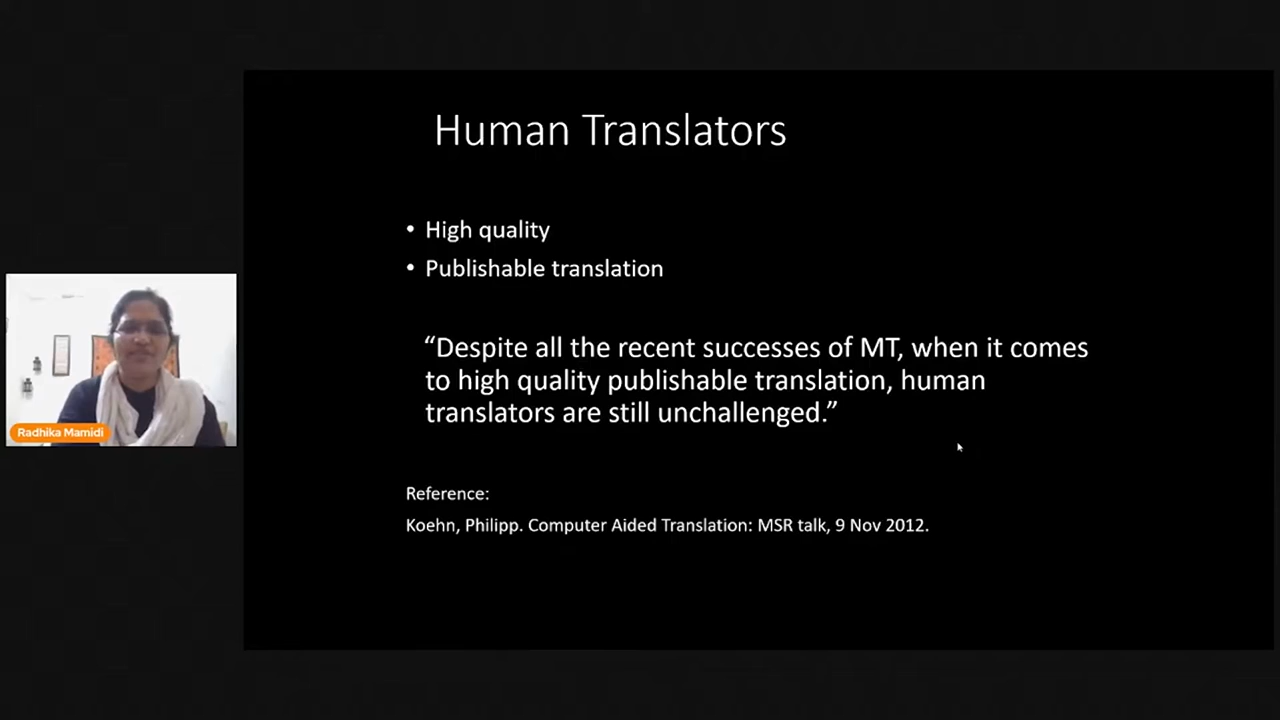 Human Translators
• High quality
• Publishable translation
“Despite all the recent successes of MT, when it comes
to high quality publishable translation, human
translators are still unchallenged.”
Radhika Mamidi
Reference:
Koehn, Philipp. Computer Aided Translation: MSR talk, 9 Nov 2012.